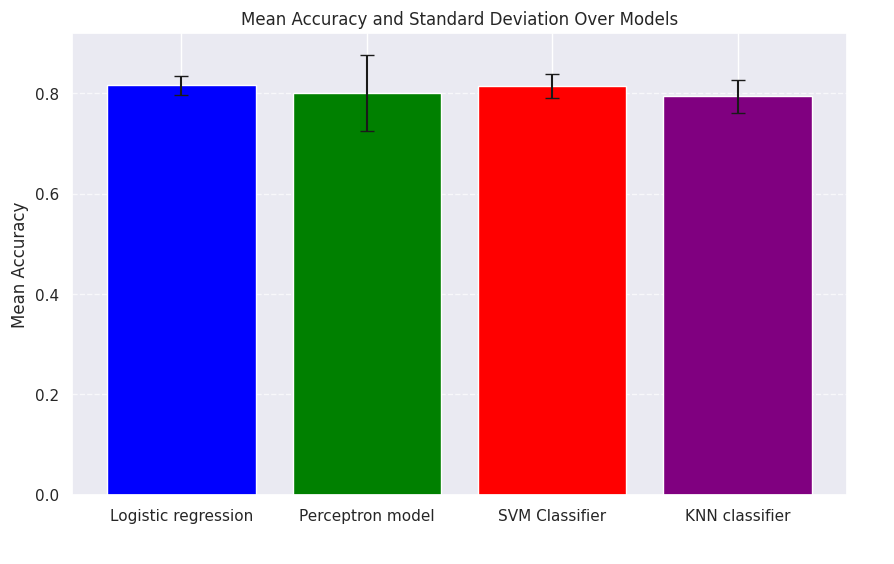 Mean Accuracy and Standard Deviation Over Models
Mean Accuracy
0.8
0.6
0.4
0.2
0.0
Logistic regression
Perceptron model
SVM Classifier
KNN classifier